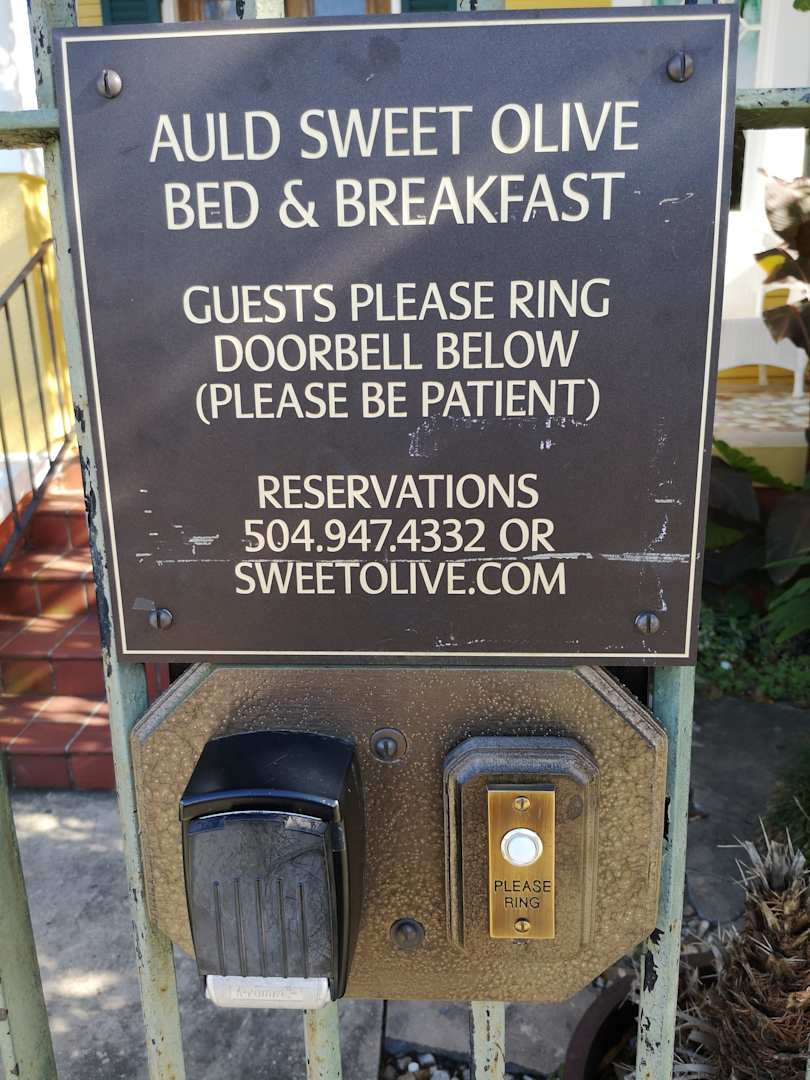 AULD SWEET OLIVE
BED & BREAKFAST
GUESTS PLEASE RING
DOORBELL BELOW
(PLEASE BE PATIENT)
RESERVATIONS
504.947.4332 OR
SWEETOLIVE.COM
PLEASE
RING